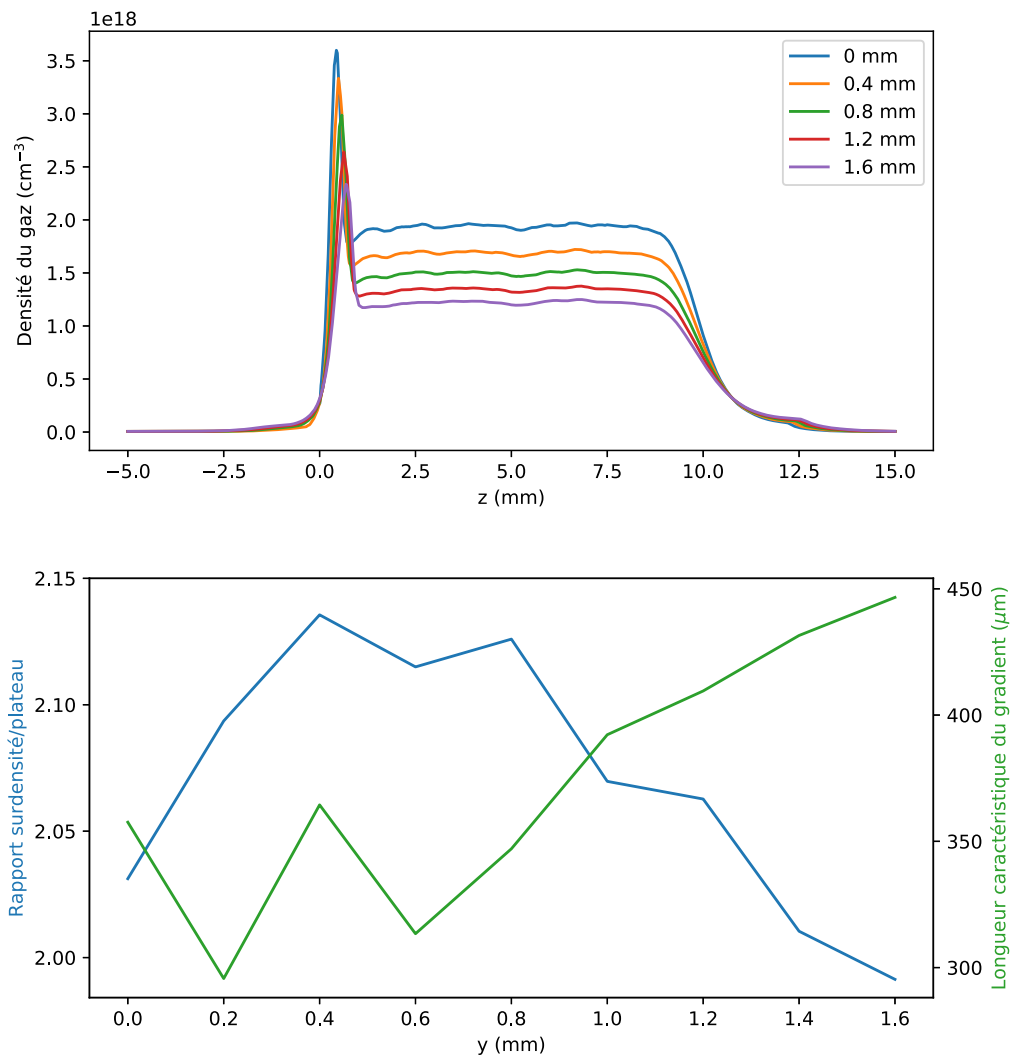 1e18
Densité du gaz (cm⁻³)
3.5
3.0
2.5
2.0
1.5
1.0
0.5
0.0
0 mm
0.4 mm
0.8 mm
1.2 mm
1.6 mm
−5.0 −2.5 0.0 2.5 5.0 7.5 10.0 12.5 15.0
z (mm)
Rapport surdensité/plateau
2.15
2.10
2.05
2.00
450
400
350
300
Longueur caractéristique du gradient (μm)
0.0 0.2 0.4 0.6 0.8 1.0 1.2 1.4 1.6
y (mm)